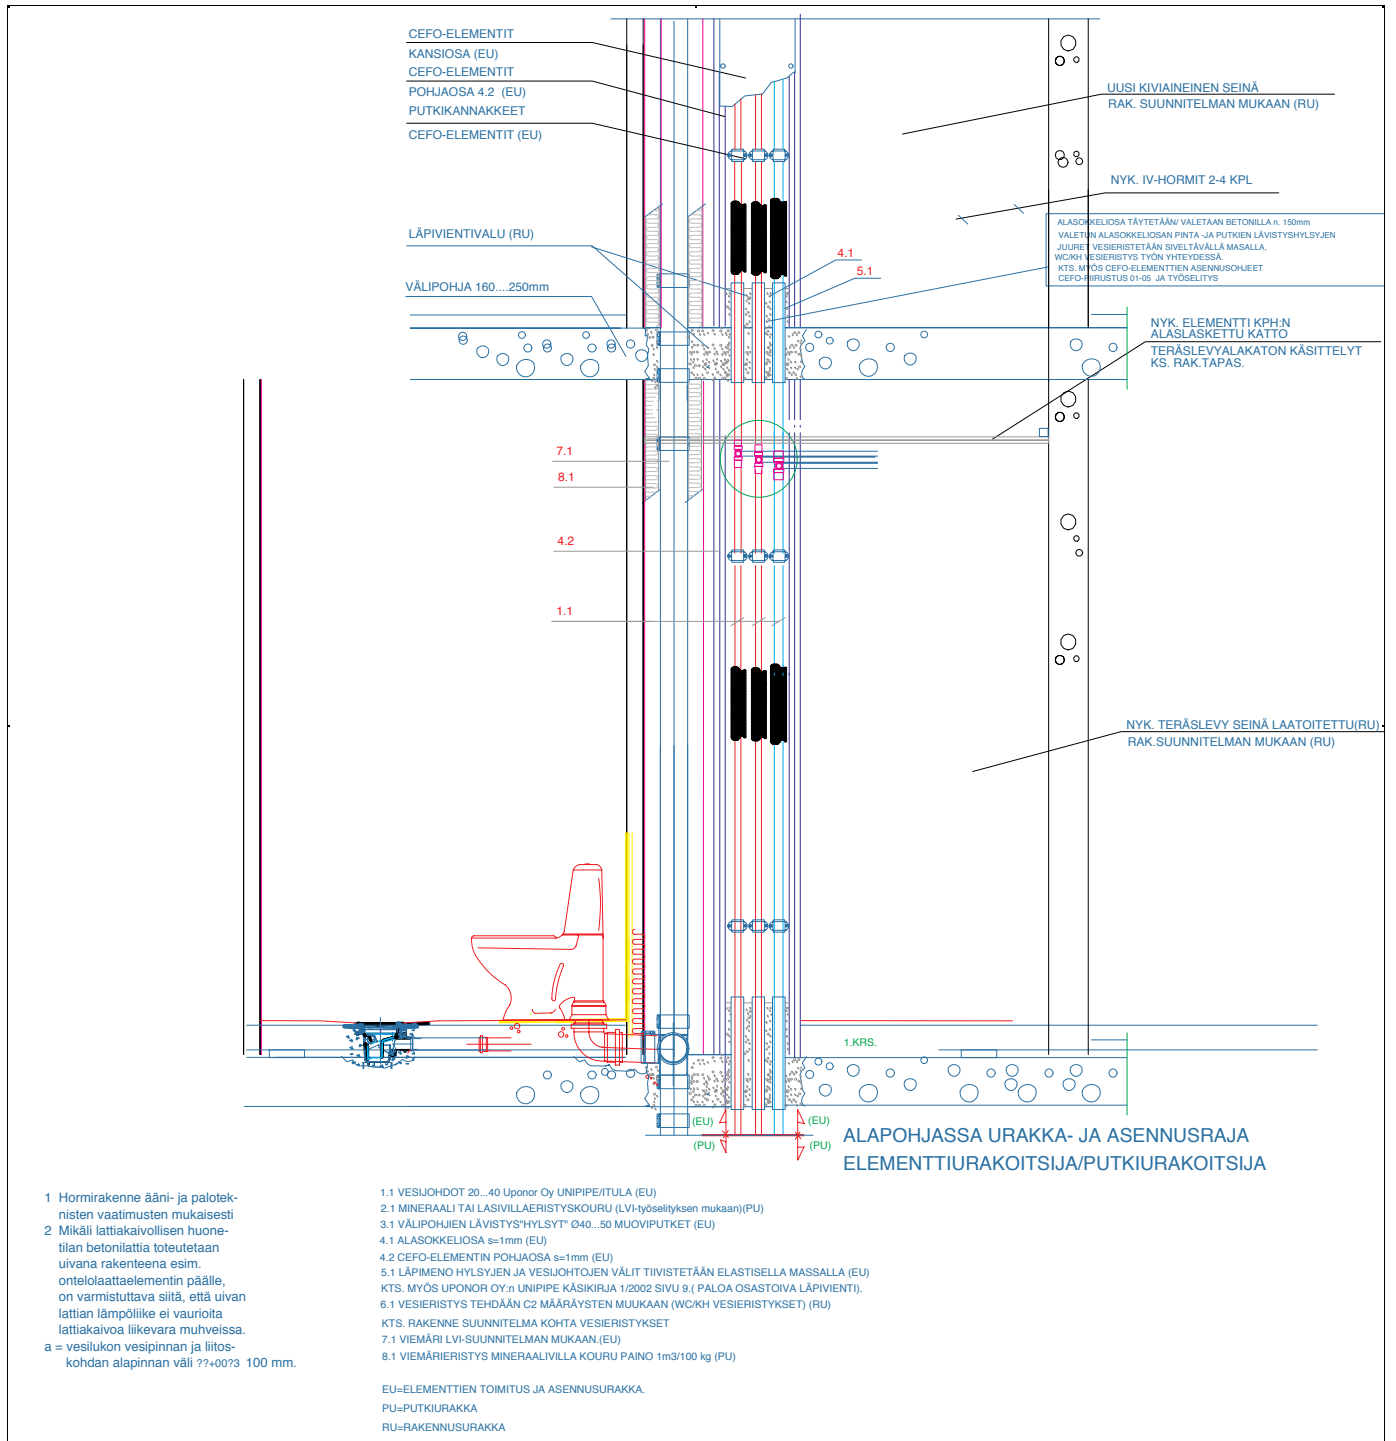 CEFO-ELEMENTIT
KANSIOSA (EU)
CEFO-ELEMENTIT
POHJAOSA 4.2 (EU)
PUTKIKANNAKKEET
CEFO-ELEMENTIT (EU)
LÄPIVIENTIVALU (RU)
VÄLIPOHJA 160....250mm
UUSI KIVIAINEINEN SEINÄ
RAK. SUUNNITELMAN MUKAAN (RU)
NYK. IV-HORMIT 2-4 KPL
ALASOKKELIOSA TÄYTETÄÄN/ VALETAAN BETONILLA n. 150mm
VALETUN ALASOKKELIOSAN PINTA -JA PUTKIEN LÄVISTYSHYLSYJEN
JUURET VESIERISTETÄÄN SIVELTÄVÄLLÄ MASALLA,
WC/KH VESIERISTYS TYÖN YHTEYDESSÄ.
KTS. MYÖS CEFO-ELEMENTTIEN ASENNUSOHJEET
CEFO-PIIRUSTUS 01-05 JA TYÖSELITYS
4.1
5.1
NYK. ELEMENTTI KPH:N
ALASLASKETTU KATTO
TERÄSLEVYALAKATON KÄSITTELYT
KS. RAK.TAPAS.
7.1
8.1
4.2
1.1
NYK. TERÄSLEVY SEINÄ LAATOITETTU(RU)
RAK.SUUNNITELMAN MUKAAN (RU)
1.KRS.
(EU)
(EU)
(PU)
(PU)
ALAPOHJASSA URAKKA- JA ASENNUSRAJA
ELEMENTTIURAKOITSIJA/PUTKIURAKOITSIJA
1 Hormirakenne ääni- ja palotek-
nisten vaatimusten mukaisesti
2 Mikäli lattiakaivollisen huone-
tilan betonilattia toteutetaan
uivana rakenteena esim.
ontelolaattaelementin päälle,
on varmistuttava siitä, että uivan
lattian lämpöliike ei vaurioita
lattiakaivoa liikevara muhveissa.
a = vesilukon vesipinnan ja liitos-
kohdan alapinnan väli ??+00?3 100 mm.
1.1 VESIJOHDOT 20...40 Uponor Oy UNIPIPE/ITULA (EU)
2.1 MINERAALI TAI LASIVILLAERISTYSKOURU (LVI-työselityksen mukaan)(PU)
3.1 VÄLIPOHJIEN LÄVISTYS"HYLSYT" Ø40...50 MUOVIPUTKET (EU)
4.1 ALASOKKELIOSA s=1mm (EU)
4.2 CEFO-ELEMENTIN POHJAOSA s=1mm (EU)
5.1 LÄPIMENO HYLSYJEN JA VESIJOHTOJEN VÄLIT TIIVISTETÄÄN ELASTISELLA MASSALLA (EU)
KTS. MYÖS UPONOR OY:n UNIPIPE KÄSIKIRJA 1/2002 SIVU 9.( PALOA OSASTOIVA LÄPIVIENTI).
6.1 VESIERISTYS TEHDÄÄN C2 MÄÄRÄYSTEN MUUKAAN (WC/KH VESIERISTYKSET) (RU)
KTS. RAKENNE SUUNNITELMA KOHTA VESIERISTYKSET
7.1 VIEMÄRI LVI-SUUNNITELMAN MUKAAN.(EU)
8.1 VIEMÄRIERISTYS MINERAALIVILLA KOURU PAINO 1m3/100 kg (PU)
EU=ELEMENTTIEN TOIMITUS JA ASENNUSURAKKA.
PU=PUTKIURAKKA
RU=RAKENNUSURAKKA